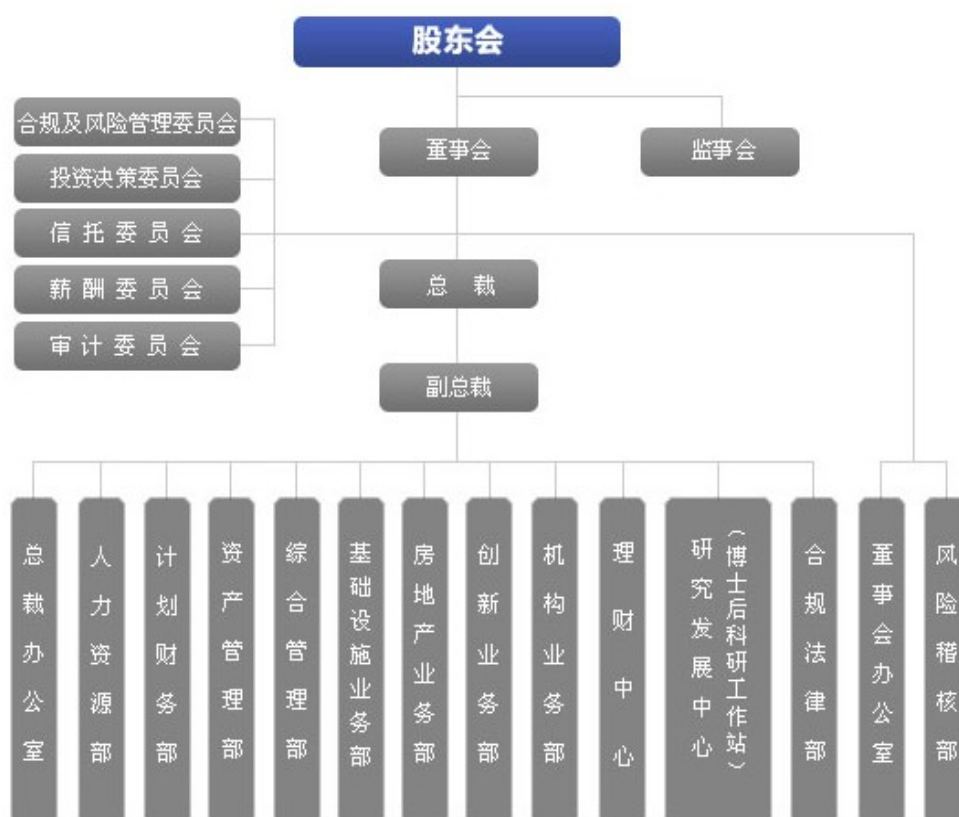 股东会
合规及风险管理委员会
董事会
监事会
投资决策委员会
信托委员会
总 裁
薪酬委员会
审计委员会
副总裁
总裁办公室
人力资源部
计划财务部
资产管理部
综合管理部
基础设施业务部
房地产业务部
创新业务部
机构业务部
理财中心
研究发展中心
（博士后科研工作站）
合规法律部
董事会办公室
风险稽核部